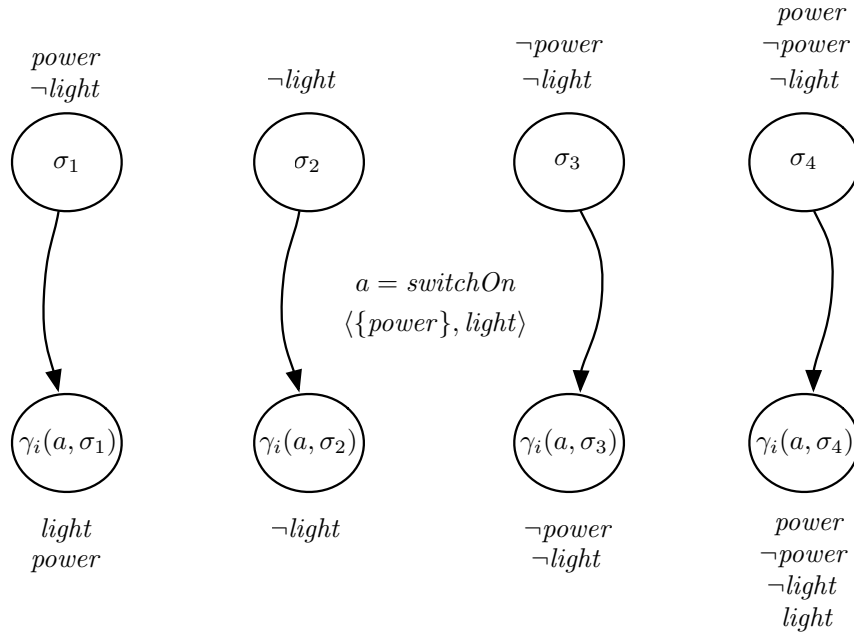 power
¬light
σ₁
γᵢ(a, σ₁)
light
power
¬light
σ₂
γᵢ(a, σ₂)
¬light
a = switchOn
⟨{power}, light⟩
¬power
¬light
σ₃
γᵢ(a, σ₃)
¬power
¬light
power
¬power
¬light
σ₄
γᵢ(a, σ₄)
power
¬power
¬light
light